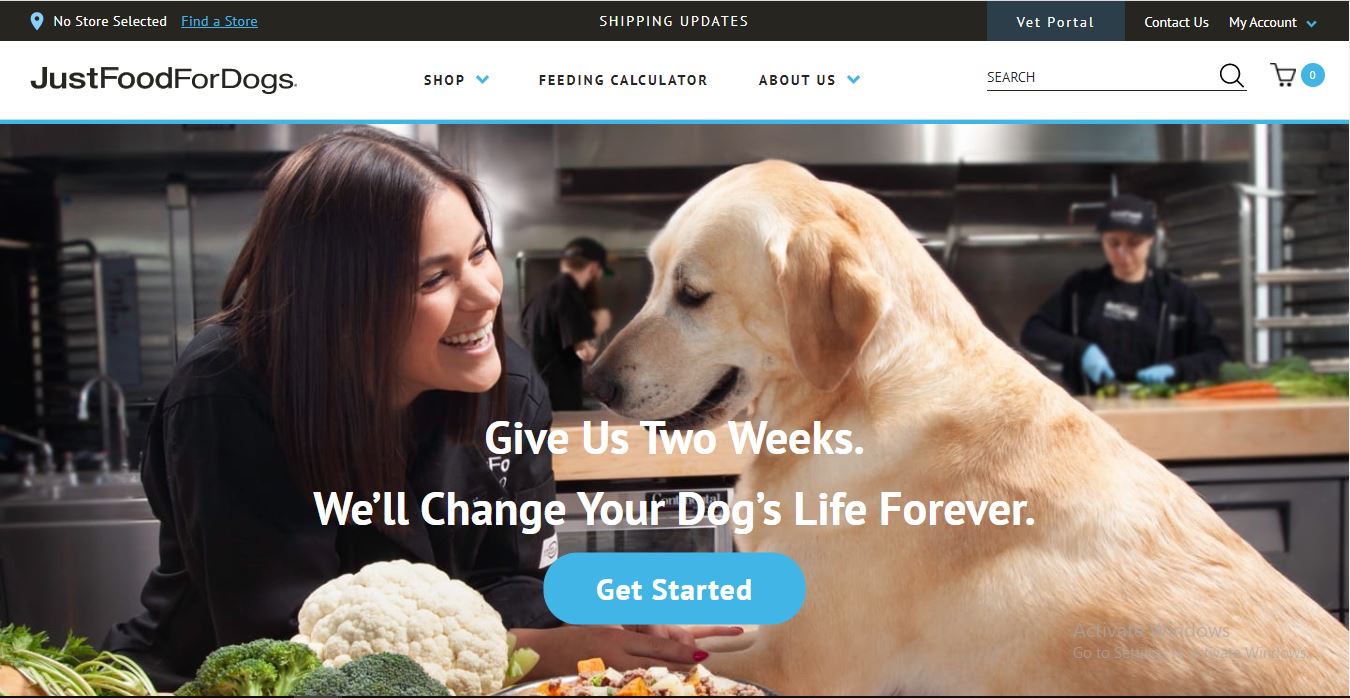 No Store Selected Find a Store SHIPPING UPDATES Vet Portal Contact Us My Account
JustFoodForDogs
SHOP FEEDING CALCULATOR ABOUT US SEARCH 0
Give Us Two Weeks.
Fo
We'll Change Your Dog's Life Forever.
Continental
Get Started
Activate Windows
Go to Settings to activate Windows.